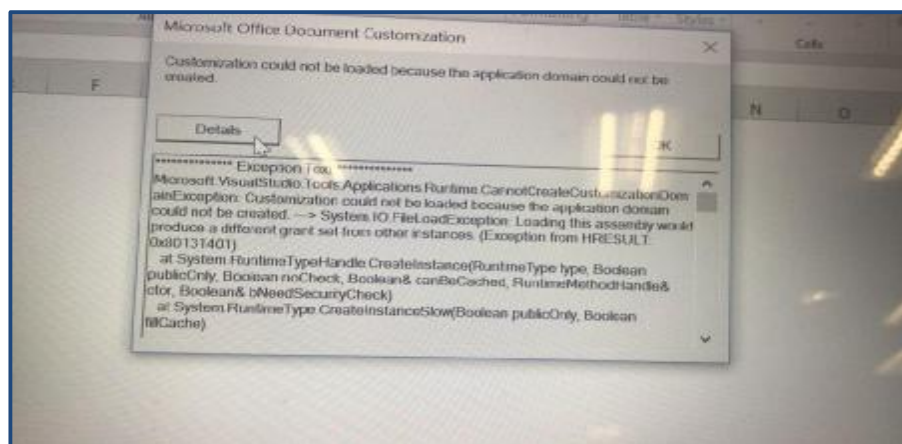 Table
Styles
Cells
Microsoft Office Document Customization
Customization could not be loaded because the application domain could not be
created.
F
N
O
Details
************** Exception Text **************
Microsoft.VisualStudio.Tools.Applications.Runtime.CannotCreateCustomizationDom
ainException: Customization could not be loaded because the application domain
could not be created. ---> System.IO.FileLoadException: Loading this assembly would
produce a different grant set from other instances. (Exception from HRESULT:
0x80131401)
at System.RuntimeTypeHandle.CreateInstance(RuntimeType type, Boolean
publicOnly, Boolean noCheck, Boolean& canBeCached, RuntimeMethodHandle&
ctor, Boolean& bNeedSecurityCheck)
at System.RuntimeType.CreateInstanceSlow(Boolean publicOnly, Boolean
fillCache)